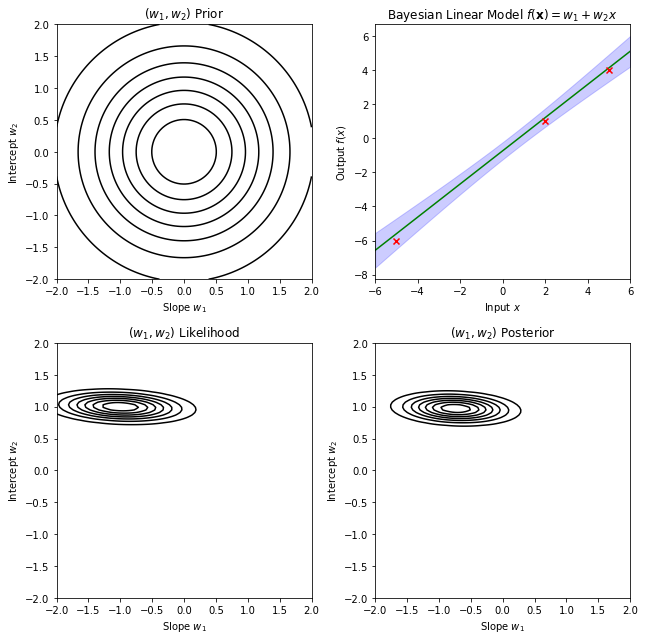 (w₁, w₂) Prior
2.0
1.5
1.0
0.5
0.0
−0.5
−1.0
−1.5
−2.0
Intercept w₂
−2.0 −1.5 −1.0 −0.5 0.0 0.5 1.0 1.5 2.0
Slope w₁
Bayesian Linear Model f(x) = w₁ + w₂x
6
4
2
0
−2
−4
−6
−8
Output f(x)
−6 −4 −2 0 2 4 6
Input x
(w₁, w₂) Likelihood
2.0
1.5
1.0
0.5
0.0
−0.5
−1.0
−1.5
−2.0
Intercept w₂
−2.0 −1.5 −1.0 −0.5 0.0 0.5 1.0 1.5 2.0
Slope w₁
(w₁, w₂) Posterior
2.0
1.5
1.0
0.5
0.0
−0.5
−1.0
−1.5
−2.0
Intercept w₂
−2.0 −1.5 −1.0 −0.5 0.0 0.5 1.0 1.5 2.0
Slope w₁